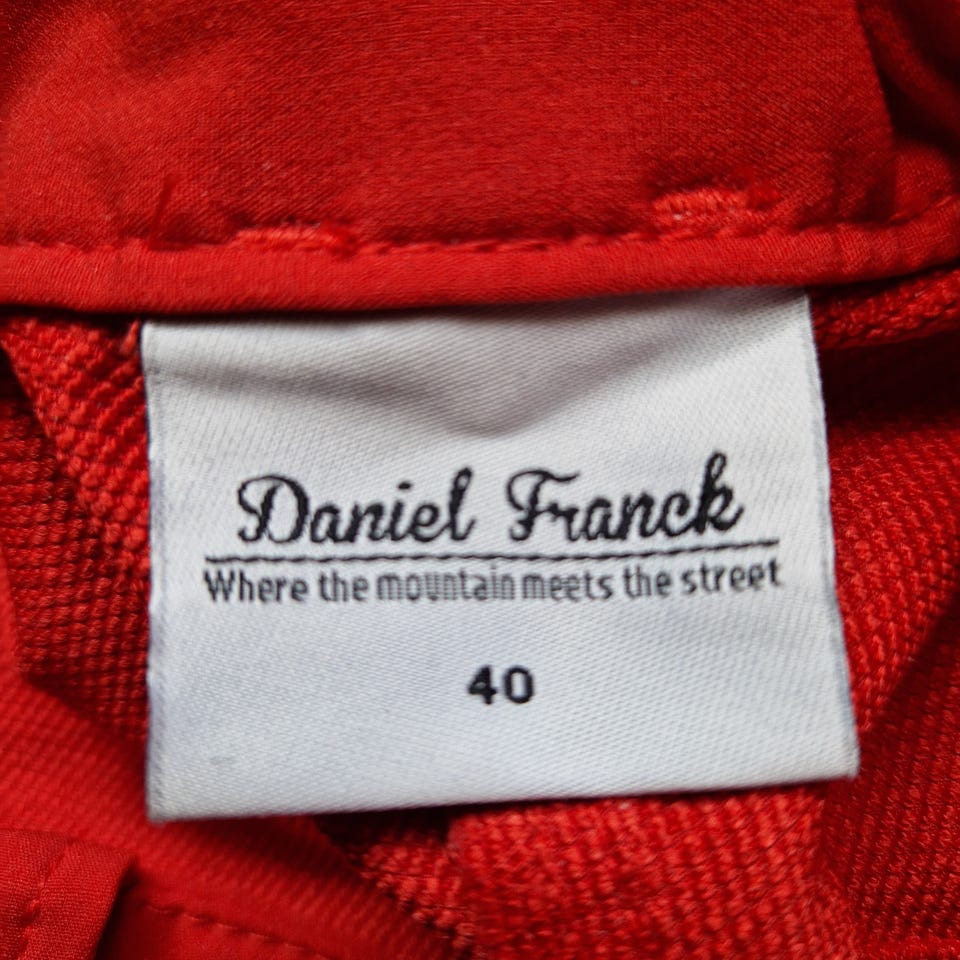 Daniel Franck
Where the mountain meets the street
40